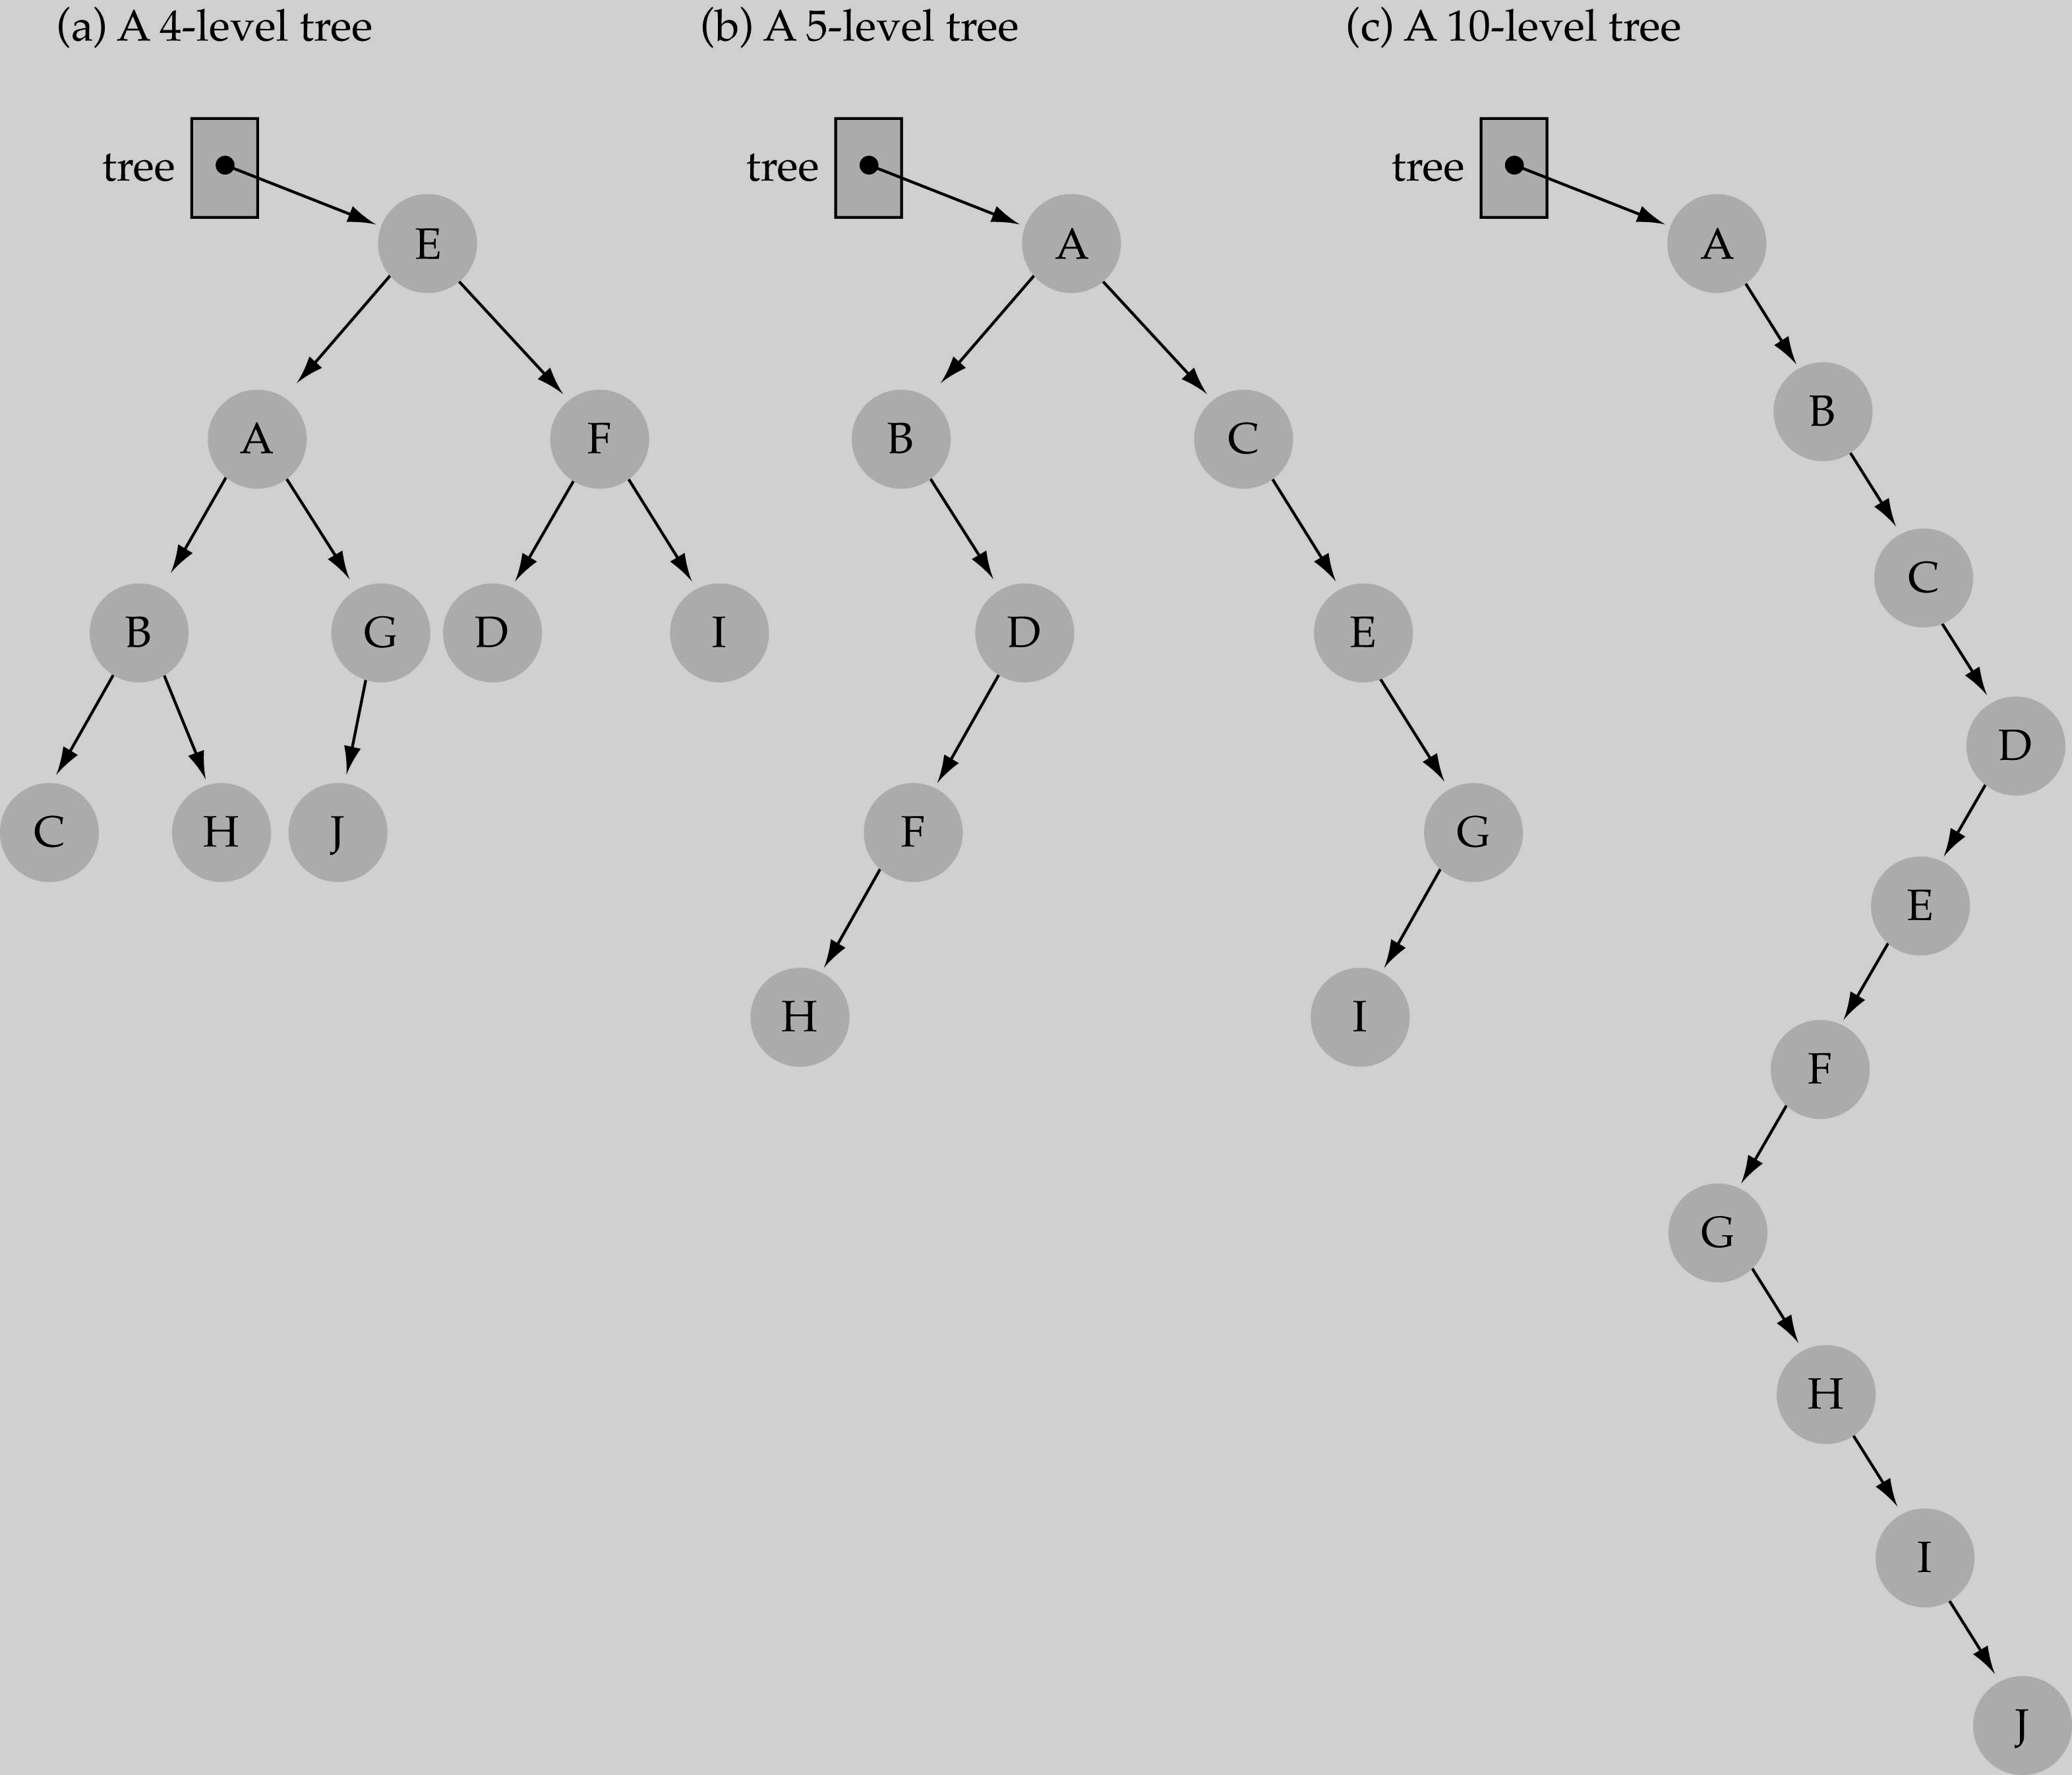 (a) A 4-level tree
(b) A 5-level tree
(c) A 10-level tree
tree
E
A
F
B
G
D
I
C
H
J
tree
A
B
C
D
E
F
G
H
I
tree
A
B
C
D
E
F
G
H
I
J